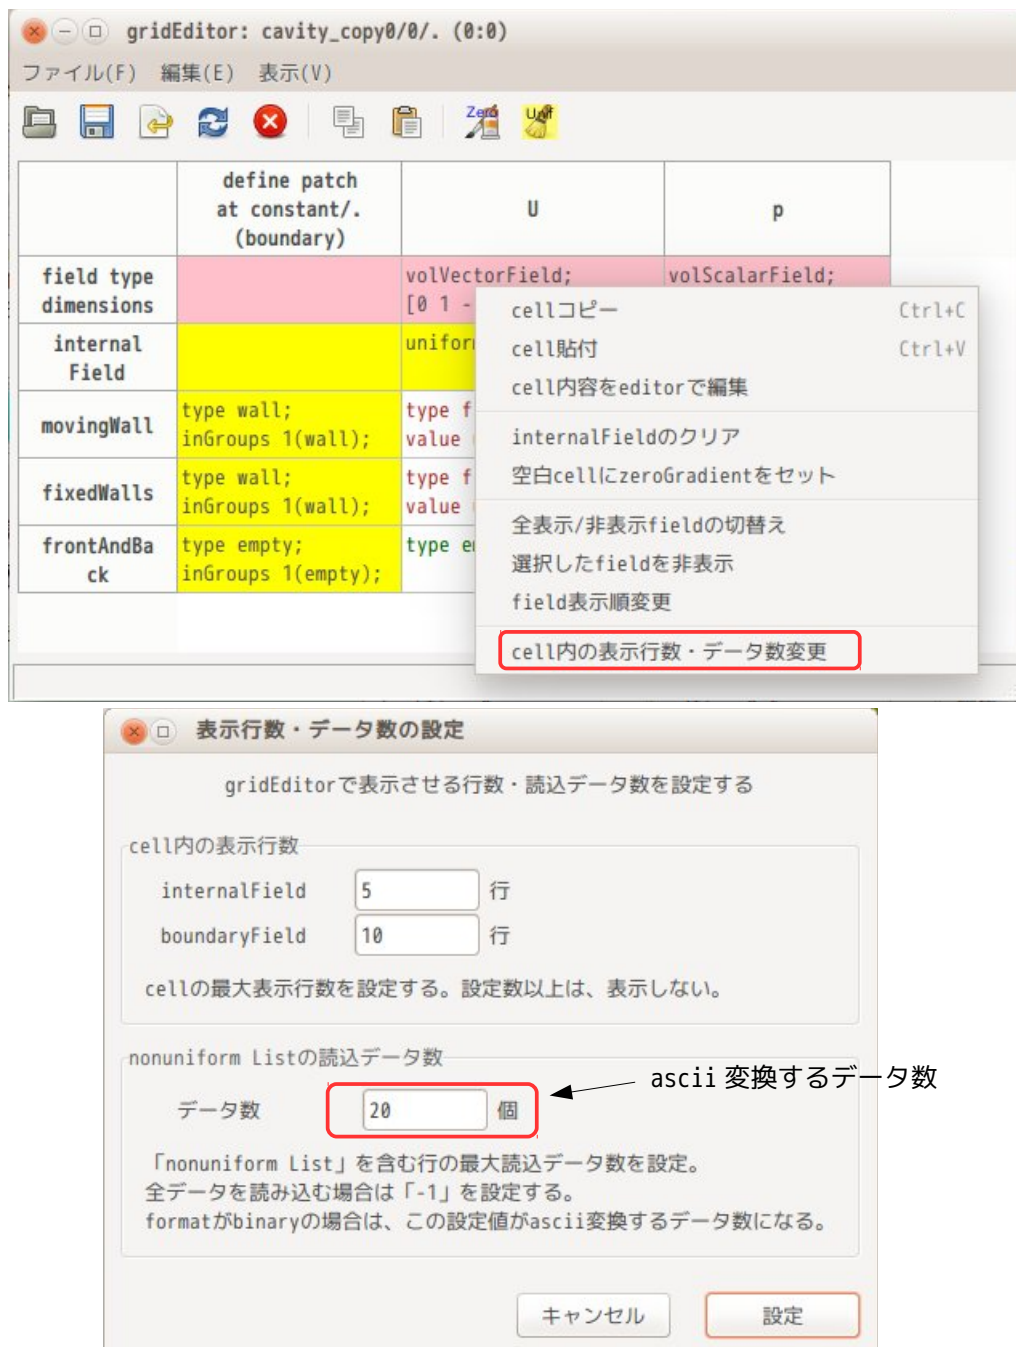 gridEditor: cavity_copy0/0/. (0:0)
ファイル(F) 編集(E) 表示(V)
Zero
Unif
define patch
at constant/.
(boundary)
U
p
field type
dimensions
volVectorField;
[0 1 -
volScalarField;
internal
Field
unifor
movingWall
type wall;
inGroups 1(wall);
type f
value
fixedWalls
type wall;
inGroups 1(wall);
type f
value
frontAndBa
ck
type empty;
inGroups 1(empty);
type e
cellコピー Ctrl+C
cell貼付 Ctrl+V
cell内容をeditorで編集
internalFieldのクリア
空白cellにzeroGradientをセット
全表示/非表示fieldの切替え
選択したfieldを非表示
field表示順変更
cell内の表示行数・データ数変更
表示行数・データ数の設定
gridEditorで表示させる行数・読込データ数を設定する
cell内の表示行数
internalField 5 行
boundaryField 10 行
cellの最大表示行数を設定する。設定数以上は、表示しない。
nonuniform Listの読込データ数
ascii 変換するデータ数
データ数 20 個
「nonuniform List」を含む行の最大読込データ数を設定。
全データを読み込む場合は「-1」を設定する。
formatがbinaryの場合は、この設定値がascii変換するデータ数になる。
キャンセル 設定